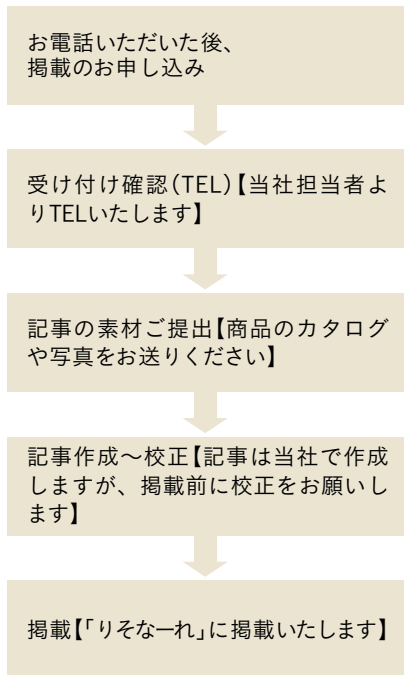 お電話いただいた後、
掲載のお申し込み
受け付け確認(TEL)【当社担当者よ
りTELいたします】
記事の素材ご提出【商品のカタログ
や写真をお送りください】
記事作成～校正【記事は当社で作成
しますが、掲載前に校正をお願いし
ます】
掲載【「りそなーれ」に掲載いたします】